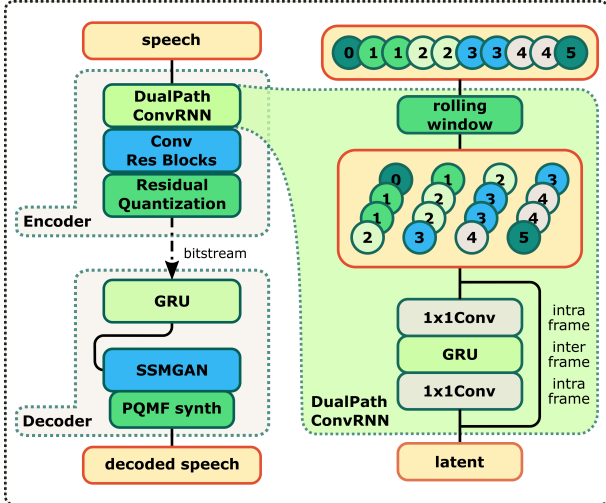 speech
DualPath
ConvRNN
Conv
Res Blocks
Residual
Quantization
Encoder
bitstream
GRU
SSMGAN
PQMF synth
Decoder
decoded speech
0 1 1 2 2 3 3 4 4 5
rolling
window
0 1 2 3
1 2 3 4
1 2 3 4
2 3 4 5
1x1Conv
GRU
1x1Conv
intra
frame
inter
frame
intra
frame
DualPath
ConvRNN
latent